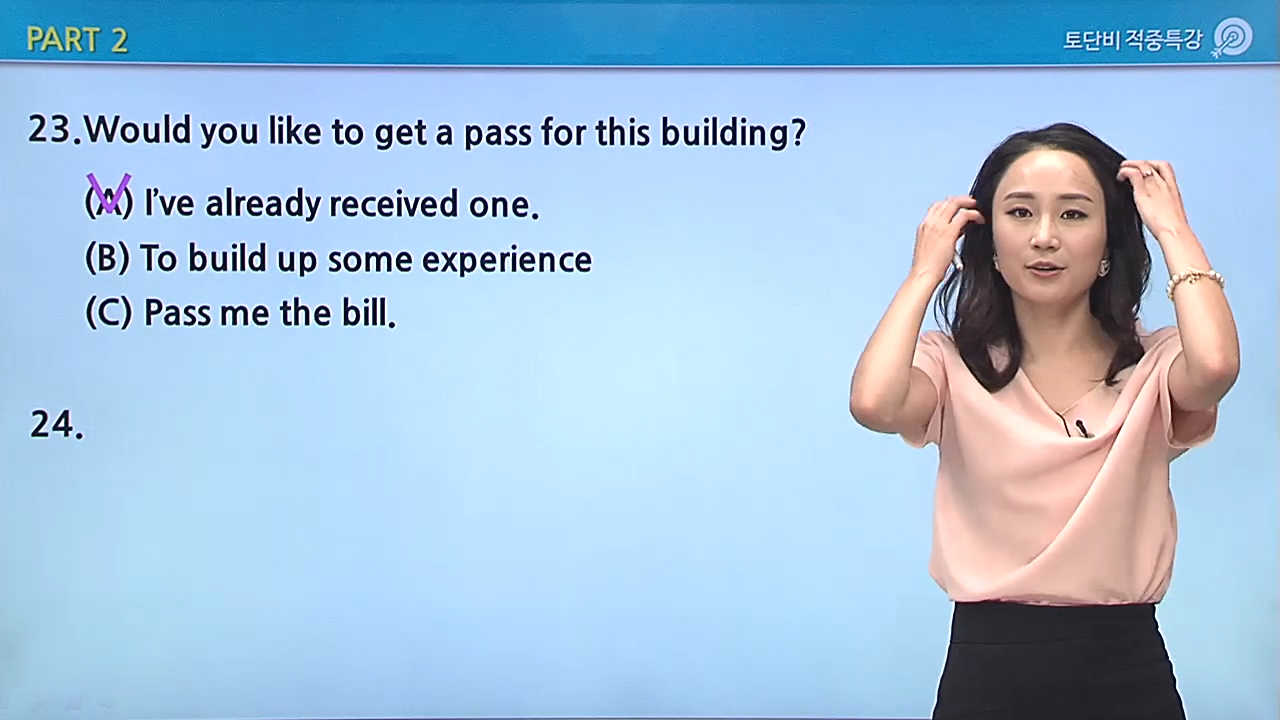 PART 2
토단비 적중특강
23.Would you like to get a pass for this building?
(A) I've already received one.
(B) To build up some experience
(C) Pass me the bill.
24.